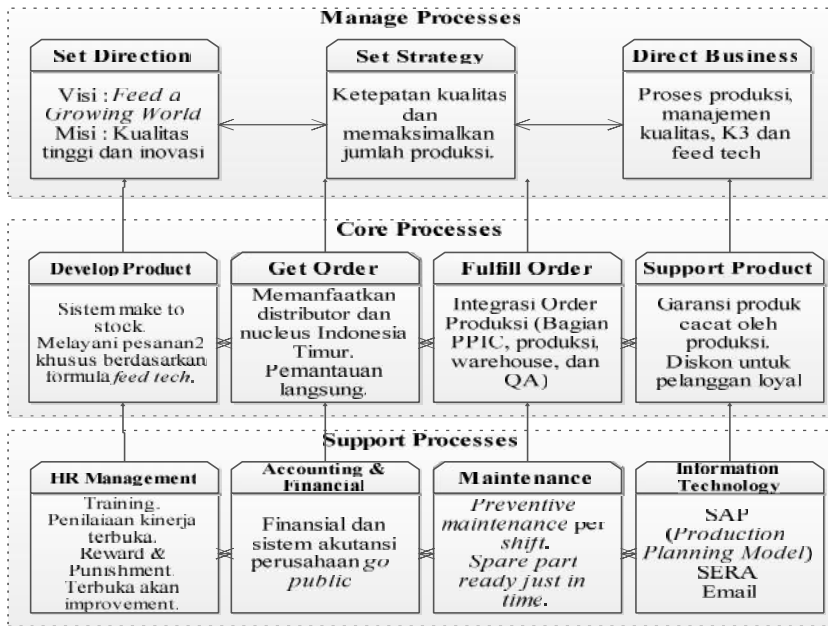 Manage Processes
Set Direction
Visi : Feed a
Growing World
Misi : Kualitas
tinggi dan inovasi
Set Strategy
Ketepatan kualitas
dan
memaksimalkan
jumlah produksi.
Direct Business
Proses produksi,
manajemen
kualitas, K3 dan
feed tech
Core Processes
Develop Product
Sistem make to
stock.
Melayani pesanan2
khusus berdasarkan
formula feed tech.
Get Order
Memanfaatkan
distributor dan
nucleus Indonesia
Timur.
Pemantauan
langsung.
Fulfill Order
Integrasi Order
Produksi (Bagian
PPIC, produksi,
warehouse, dan
QA)
Support Product
Garansi produk
cacat oleh
produksi.
Diskon untuk
pelanggan loyal
Support Processes
HR Management
Training.
Penilaiaan kinerja
terbuka.
Reward &
Punishment.
Terbuka akan
improvement.
Accounting &
Financial
Finansial dan
sistem akutansi
perusahaan go
public
Maintenance
Preventive
maintenance per
shift.
Spare part
ready just in
time.
Information
Technology
SAP
(Production
Planning Model)
SERA
Email